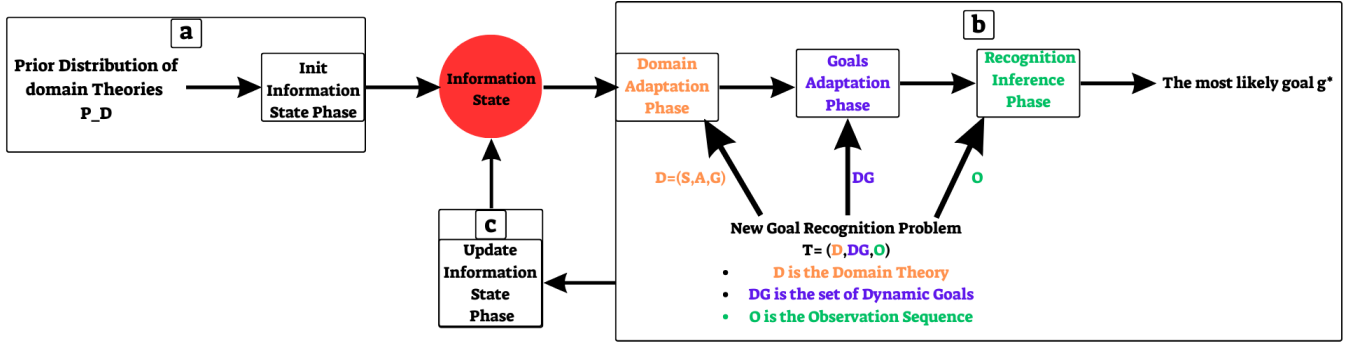 a
Prior Distribution of
domain Theories
P_D
Init
Information
State Phase
Information
State
b
Domain
Adaptation
Phase
Goals
Adaptation
Phase
Recognition
Inference
Phase
The most likely goal g*
D=(S,A,G)
DG
O
New Goal Recognition Problem
T= (D,DG,O)
• D is the Domain Theory
• DG is the set of Dynamic Goals
• O is the Observation Sequence
c
Update
Information
State
Phase